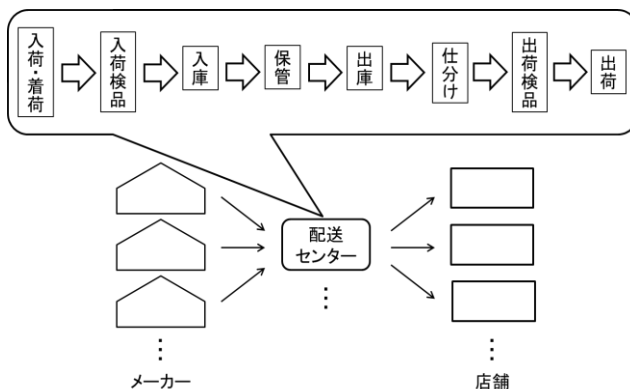 入荷・着荷
入荷検品
入庫
保管
出庫
仕分け
出荷検品
出荷
配送
センター
⋮
⋮
⋮
メーカー
店舗